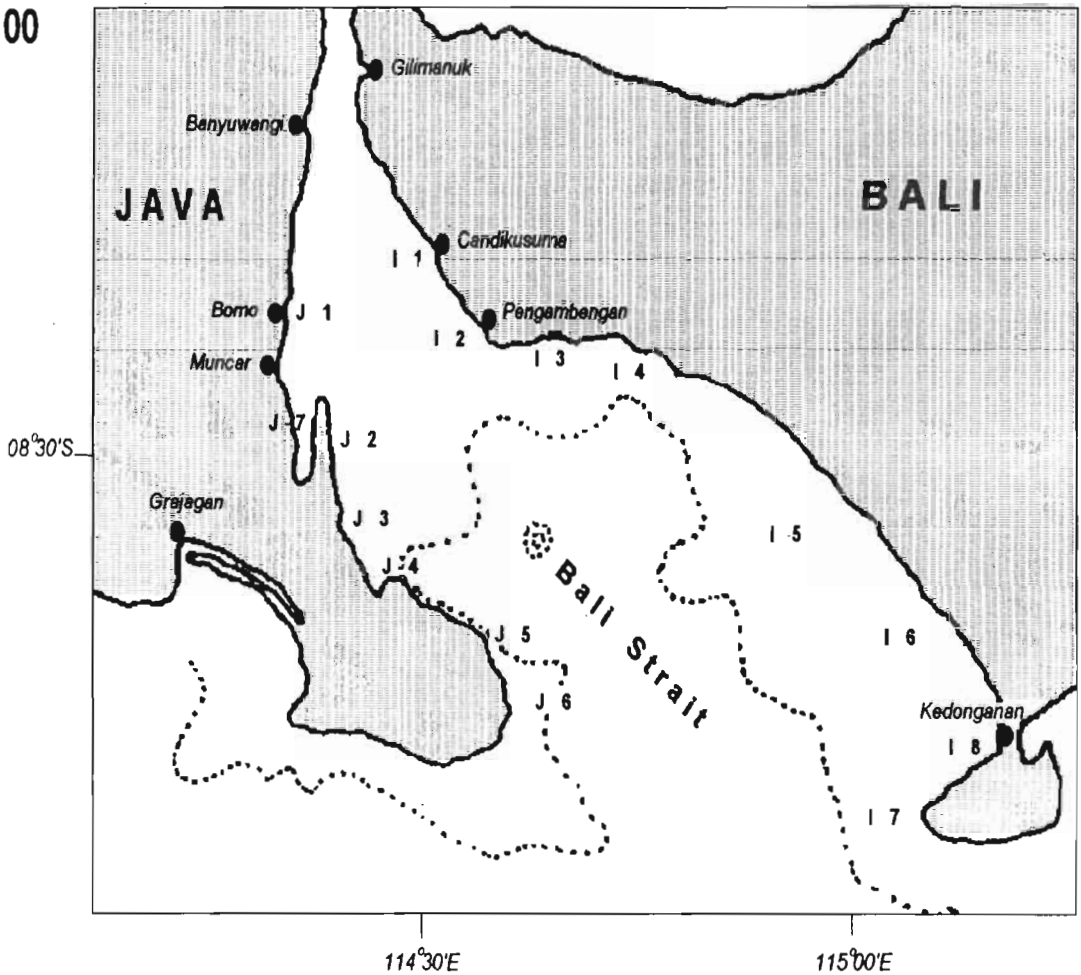 00
Gilimanuk
Banyuwangi
JAVA
BALI
Candikusuma
I 1
Bomo
J 1
Pengambengan
I 2
I 3
Muncar
I 4
J 7
J 2
08°30'S
Grajagan
J 3
I 5
J 4
Bali Strait
J 5
I 6
J 6
Kedonganan
I 8
I 7
114°30'E
115°00'E